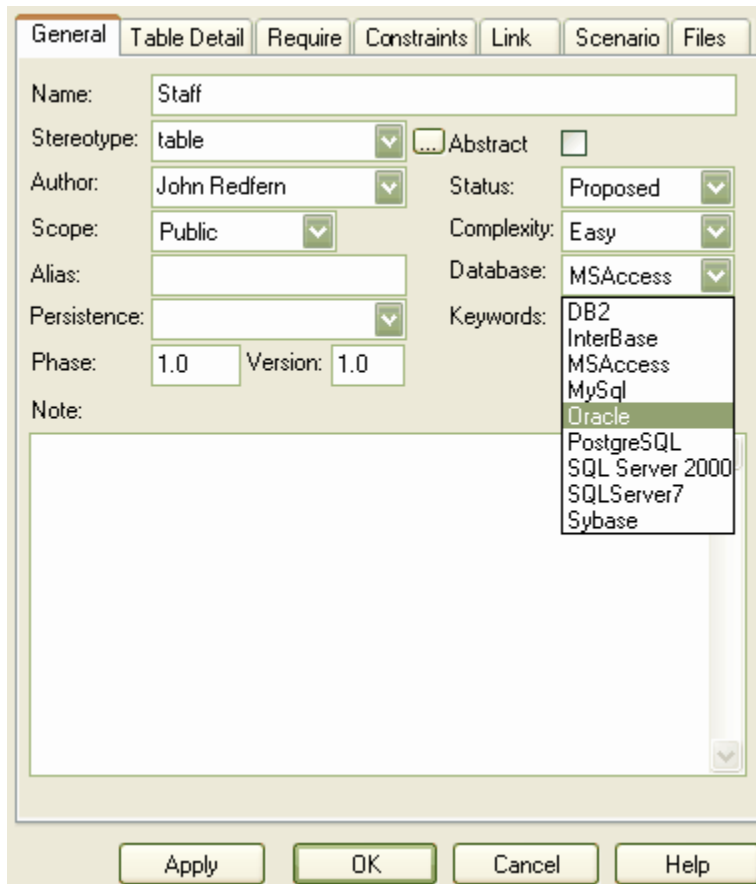 General Table Detail Require Constraints Link Scenario Files
Name: Staff
Stereotype: table ... Abstract
Author: John Redfern Status: Proposed
Scope: Public Complexity: Easy
Alias: Database: MSAccess
Persistence: Keywords:
DB2
InterBase
MSAccess
MySql
Oracle
PostgreSQL
SQL Server 2000
SQLServer7
Sybase
Phase: 1.0 Version: 1.0
Note:
Apply OK Cancel Help